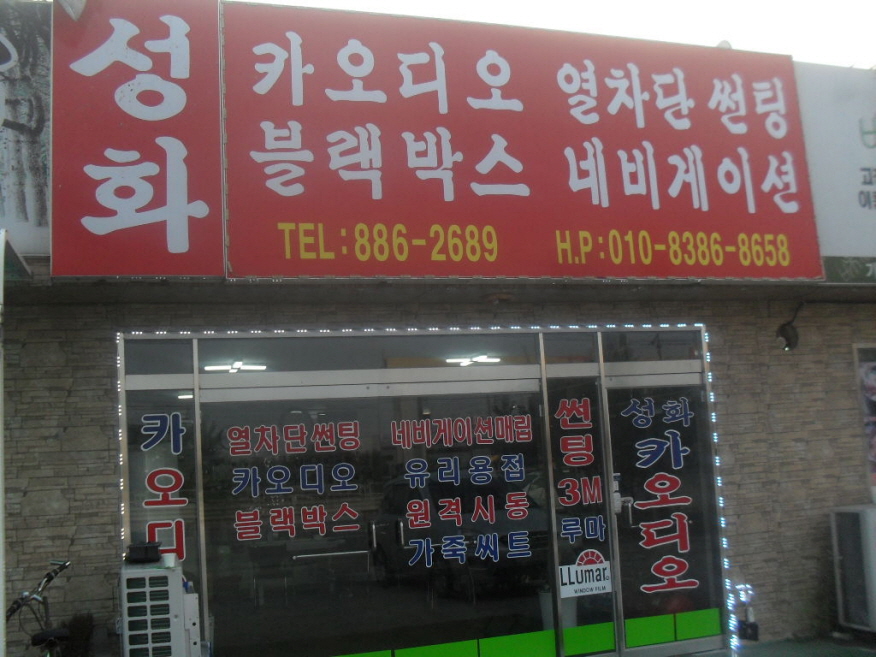 성화
카오디오 열차단 썬팅
블랙박스 네비게이션
TEL:886-2689 H.P:010-8386-8658
카오디
열차단썬팅
카오디오
블랙박스
네비게이션매립
유리용접
원격시동
가죽씨트
썬팅
3M
루마
LLumar
WINDOW FILM
성화
카오디오